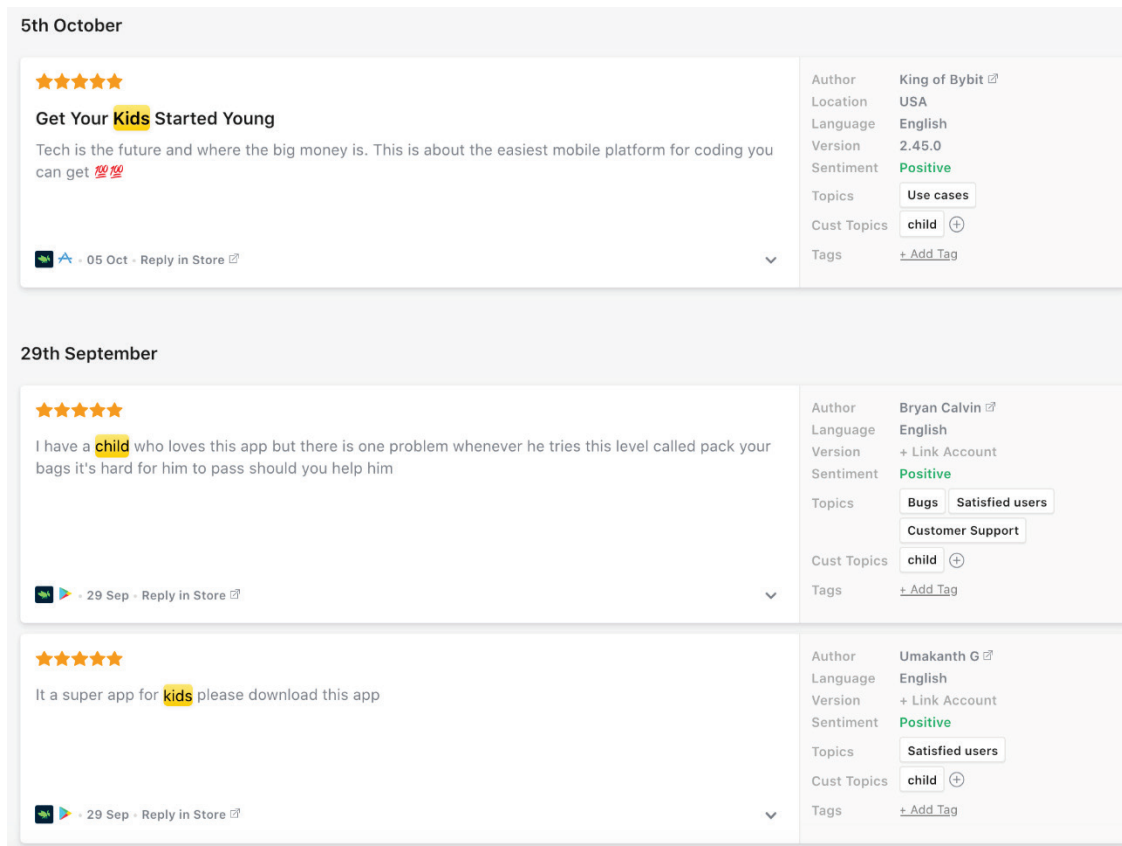 5th October
Get Your Kids Started Young
Tech is the future and where the big money is. This is about the easiest mobile platform for coding you
can get 💯💯
05 Oct · Reply in Store
Author King of Bybit
Location USA
Language English
Version 2.45.0
Sentiment Positive
Topics Use cases
Cust Topics child
Tags + Add Tag
29th September
I have a child who loves this app but there is one problem whenever he tries this level called pack your
bags it's hard for him to pass should you help him
29 Sep · Reply in Store
Author Bryan Calvin
Language English
Version + Link Account
Sentiment Positive
Topics Bugs Satisfied users
Customer Support
Cust Topics child
Tags + Add Tag
It a super app for kids please download this app
29 Sep · Reply in Store
Author Umakanth G
Language English
Version + Link Account
Sentiment Positive
Topics Satisfied users
Cust Topics child
Tags + Add Tag